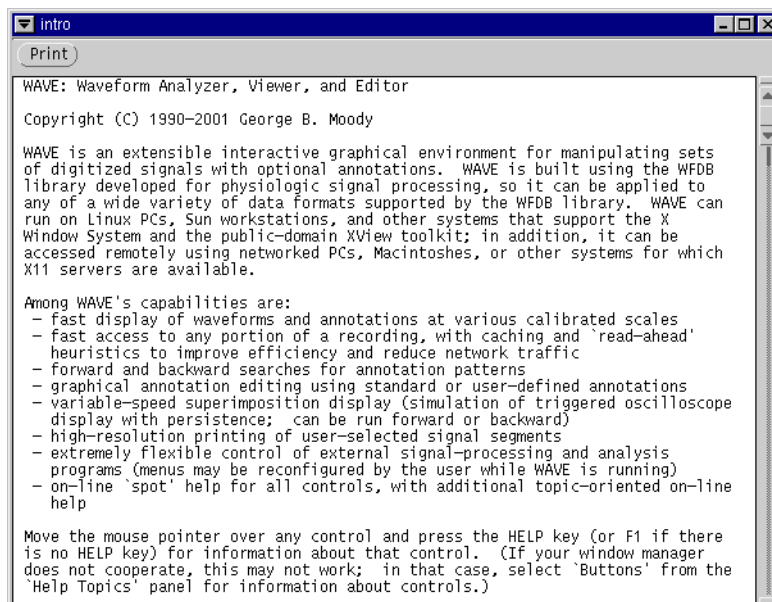 intro
Print
WAVE: Waveform Analyzer, Viewer, and Editor
Copyright (C) 1990-2001 George B. Moody
WAVE is an extensible interactive graphical environment for manipulating sets
of digitized signals with optional annotations.  WAVE is built using the WFDB
library developed for physiologic signal processing, so it can be applied to
any of a wide variety of data formats supported by the WFDB library.  WAVE can
run on Linux PCs, Sun workstations, and other systems that support the X
Window System and the public-domain XView toolkit; in addition, it can be
accessed remotely using networked PCs, Macintoshes, or other systems for which
X11 servers are available.
Among WAVE's capabilities are:
- fast display of waveforms and annotations at various calibrated scales
- fast access to any portion of a recording, with caching and `read-ahead'
heuristics to improve efficiency and reduce network traffic
- forward and backward searches for annotation patterns
- graphical annotation editing using standard or user-defined annotations
- variable-speed superimposition display (simulation of triggered oscilloscope
display with persistence;  can be run forward or backward)
- high-resolution printing of user-selected signal segments
- extremely flexible control of external signal-processing and analysis
programs (menus may be reconfigured by the user while WAVE is running)
- on-line `spot' help for all controls, with additional topic-oriented on-line
help
Move the mouse pointer over any control and press the HELP key (or F1 if there
is no HELP key) for information about that control.  (If your window manager
does not cooperate, this may not work;  in that case, select `Buttons' from the
`Help Topics' panel for information about controls.)